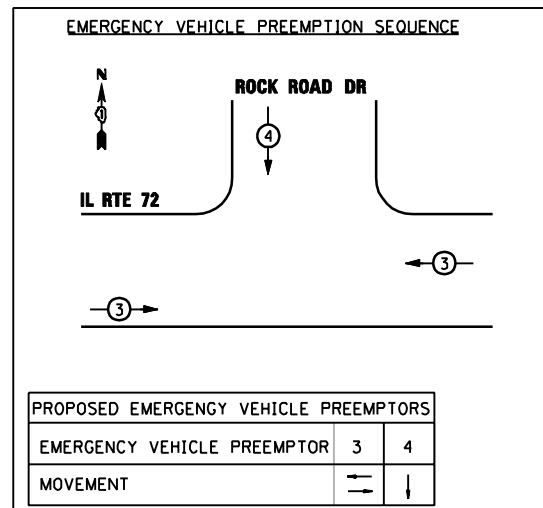 EMERGENCY VEHICLE PREEMPTION SEQUENCE
N
ROCK ROAD DR
4
IL RTE 72
3
3
PROPOSED EMERGENGY VEHICLE PREEMPTORS
EMERGENCY VEHICLE PREEMPTOR 3 4
MOVEMENT